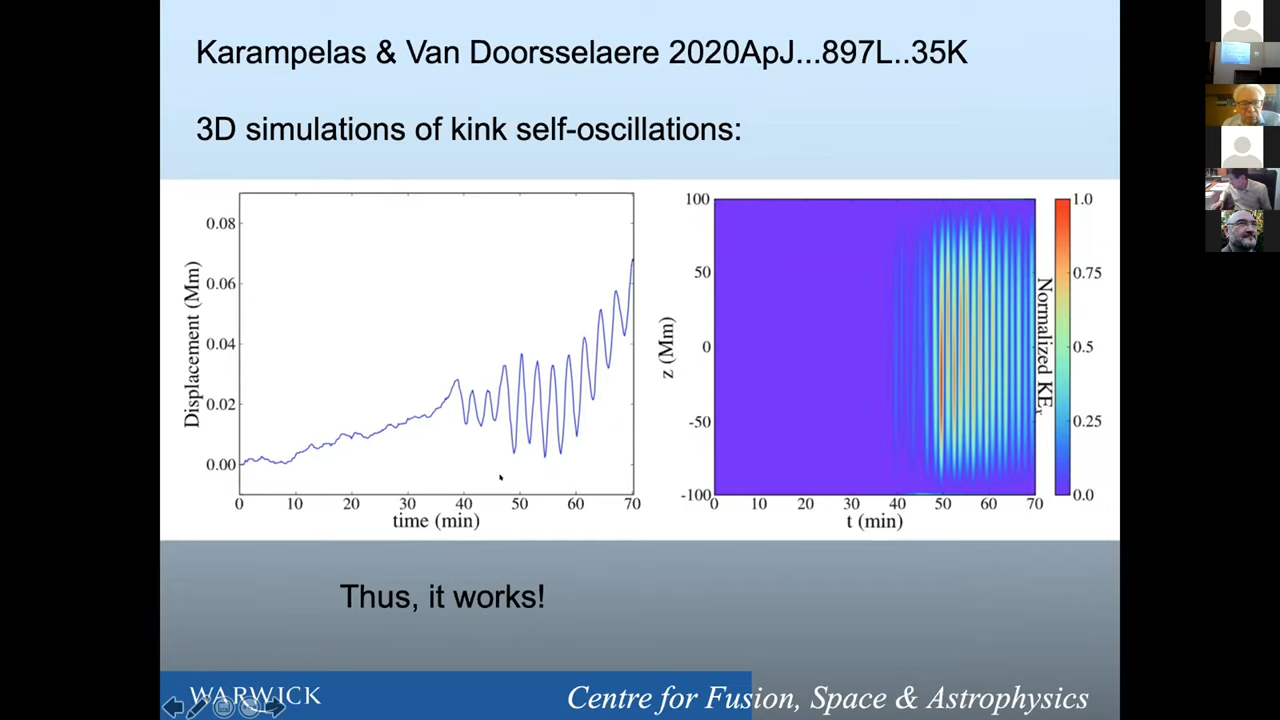 Karampelas & Van Doorsselaere 2020ApJ...897L..35K
3D simulations of kink self-oscillations:
Displacement (Mm)
0.08
0.06
0.04
0.02
0.00
0 10 20 30 40 50 60 70
time (min)
z (Mm)
100
50
0
-50
-100
0 10 20 30 40 50 60 70
t (min)
1.0
0.75
0.5
0.25
0.0
Normalized KEr
Thus, it works!
WARWICK
Centre for Fusion, Space & Astrophysics